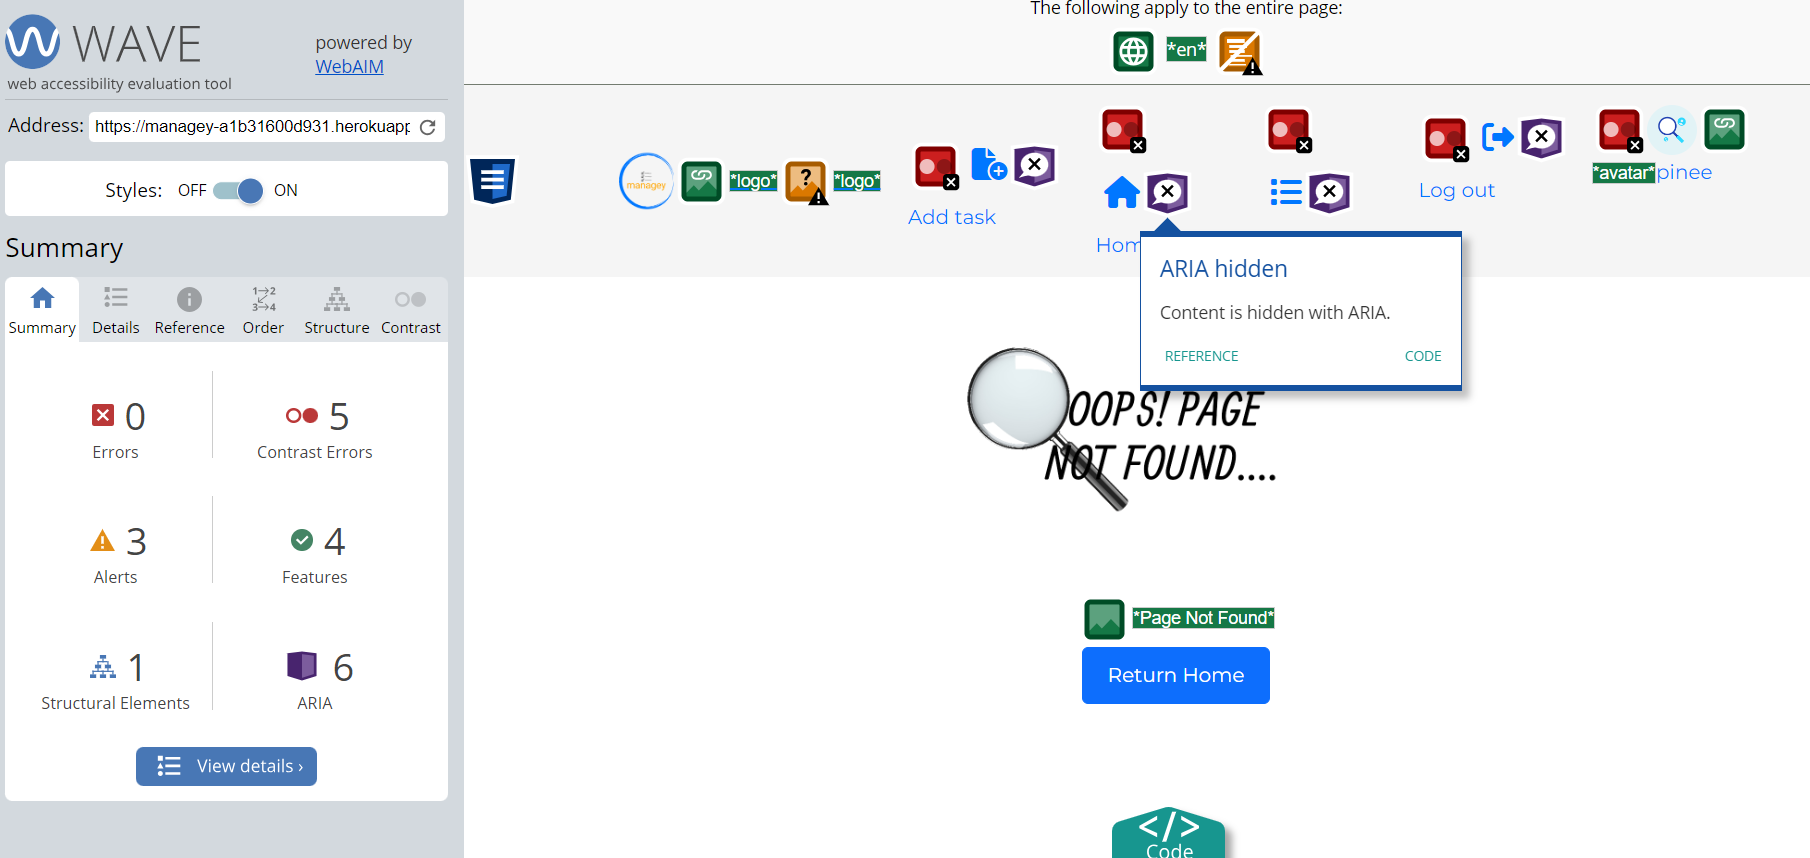 WAVE
powered by
WebAIM
web accessibility evaluation tool
Address: https://managey-a1b31600d931.herokuapp
Styles: OFF ON
Summary
Summary Details Reference Order Structure Contrast
0
Errors
5
Contrast Errors
3
Alerts
4
Features
1
Structural Elements
6
ARIA
View details ›
The following apply to the entire page:
*en*
managey
*logo*
*logo*
Add task
Hom
Log out
*avatar* pinee
ARIA hidden
Content is hidden with ARIA.
REFERENCE
CODE
OOPS! PAGE
NOT FOUND....
*Page Not Found*
Return Home
</>
Code